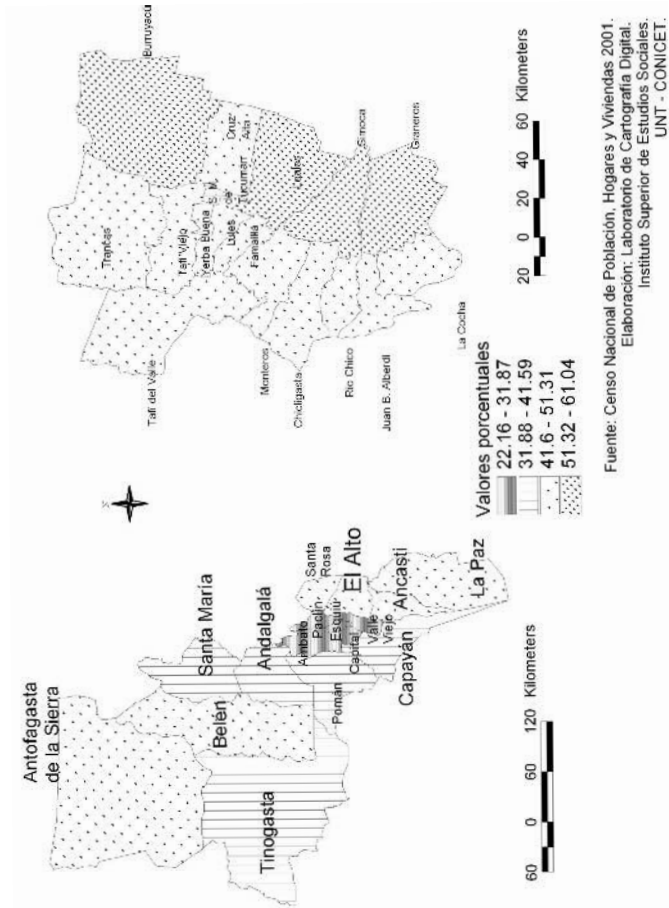 Antofagasta
de la Sierra
Santa María
Belén
Andalgalá
Tinogasta
Pomán
Ambato
Paclín
Santa
Rosa
Esquiú
El Alto
Capital
Valle
Viejo
Ancasti
Capayán
La Paz
60 0 60 120 Kilometers
N
Burruyacú
Trancas
Tafí del Valle
Tafí Viejo
Yerba Buena
S. M.
de
Tucumán
Cruz
Alta
Lules
Famaillá
Leales
Monteros
Simoca
Chicligasta
Río Chico
Graneros
Juan B. Alberdi
La Cocha
20 0 20 40 60 Kilometers
Valores porcentuales
22.16 - 31.87
31.88 - 41.59
41.6 - 51.31
51.32 - 61.04
Fuente: Censo Nacional de Población, Hogares y Viviendas 2001.
Elaboración: Laboratorio de Cartografía Digital.
Instituto Superior de Estudios Sociales.
UNT - CONICET.